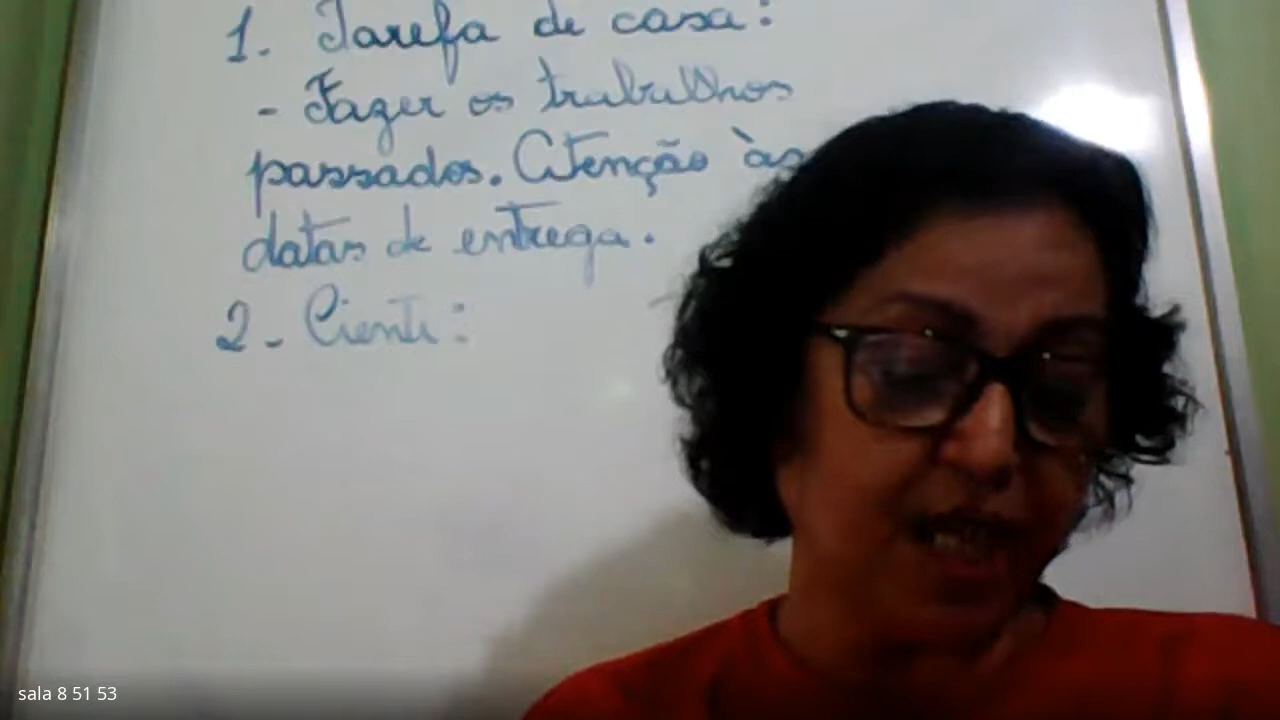 1. Tarefa de casa:
- Fazer os trabalhos
passados. Atenção às
datas de entrega.
2 - Ciente:
sala 8 51 53